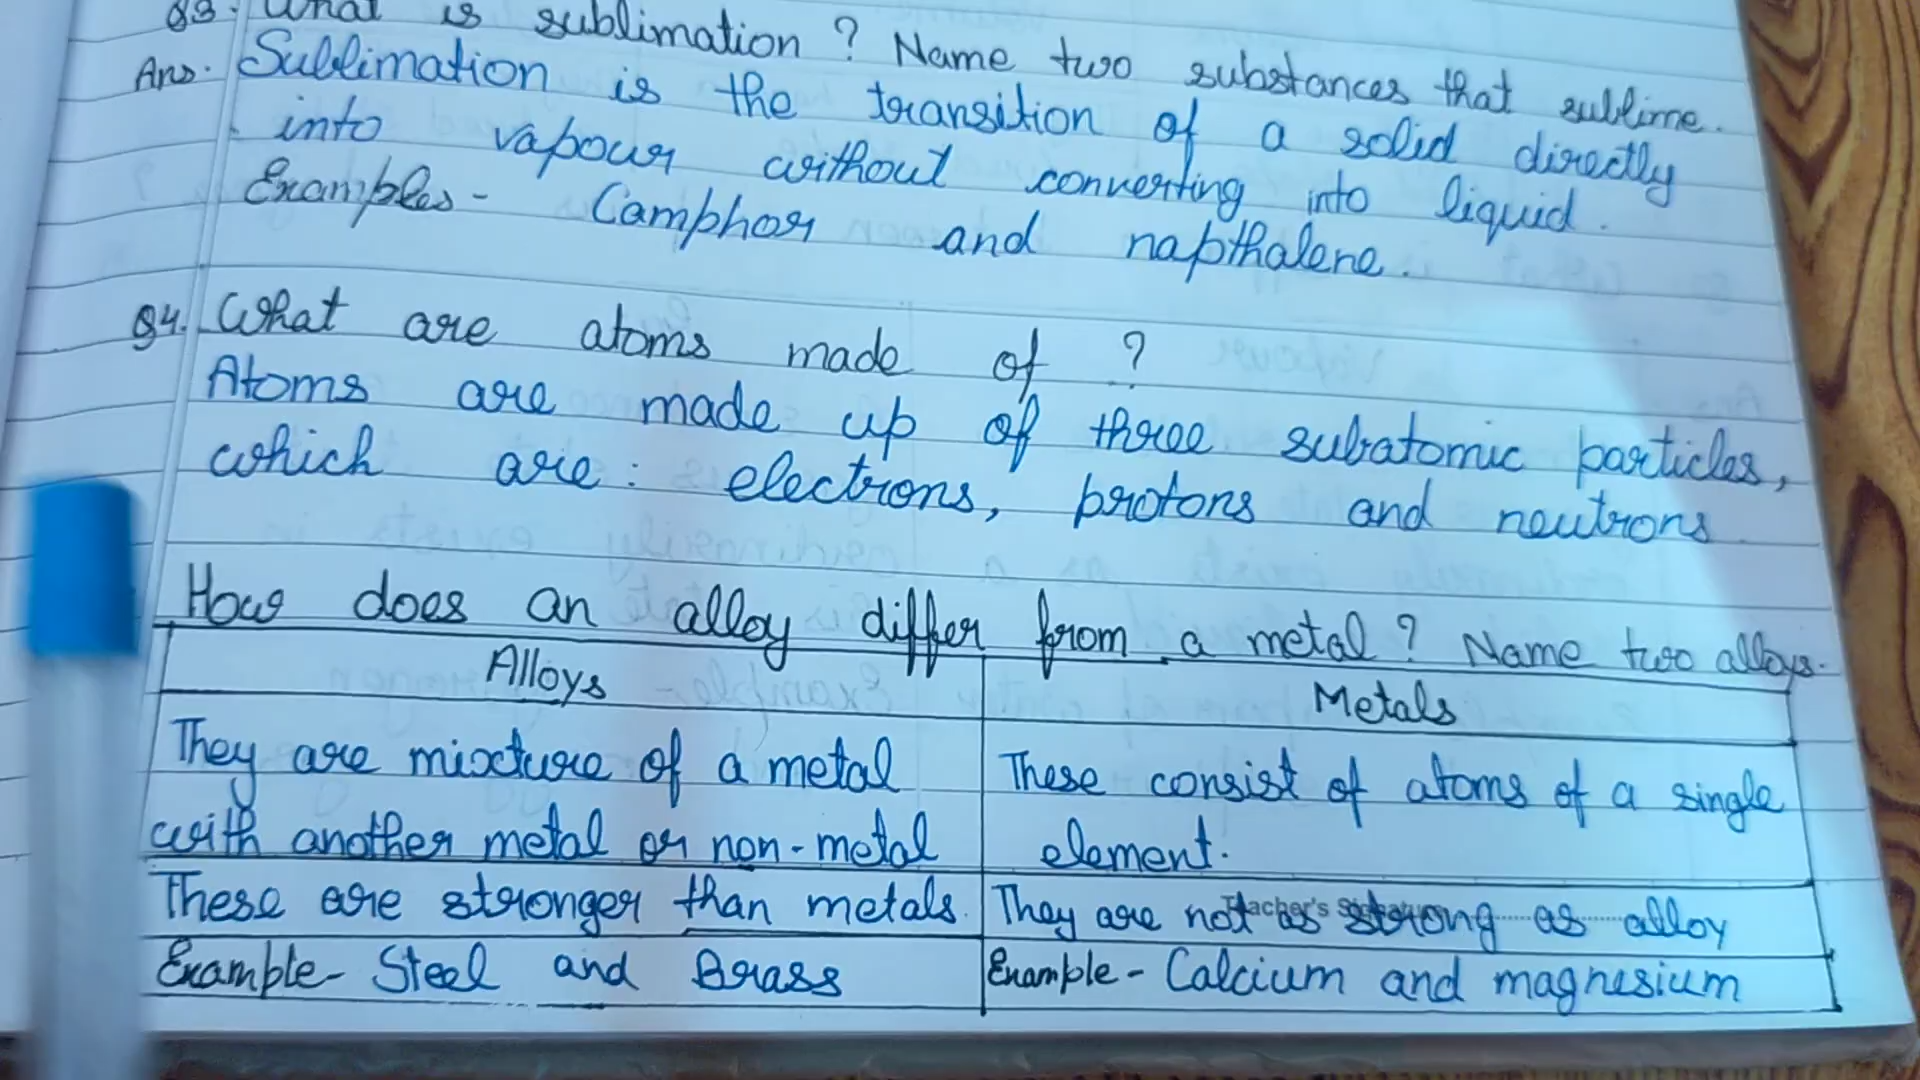 Q3. What is sublimation ? Name two substances that sublime.
Ans. Sublimation is the transition of a solid directly
into vapour without converting into liquid.
Examples - Camphor and napthalene.
Q4. What are atoms made of ?
Atoms are made up of three subatomic particles,
which are : electrons, protons and neutrons
How does an alloy differ from a metal ? Name two alloys.
Alloys
Metals
They are mixture of a metal
with another metal or non-metal
These consist of atoms of a single
element.
These are stronger than metals.
They are not as strong as alloy
Teacher's Signature
Example - Steel and Brass
Example - Calcium and magnesium